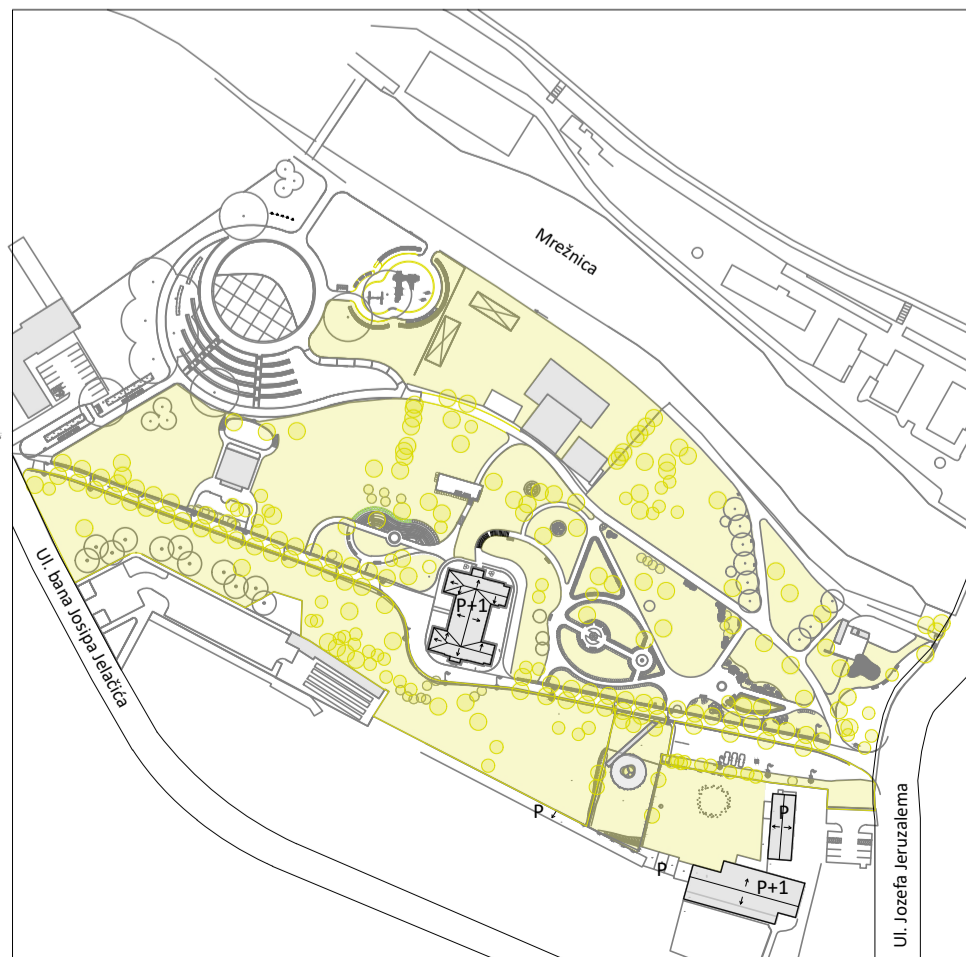 Mrežnica
Ul. bana Josipa Jelačića
P+1
P
P
P
P+1
Ul. Jozefa Jeruzalema